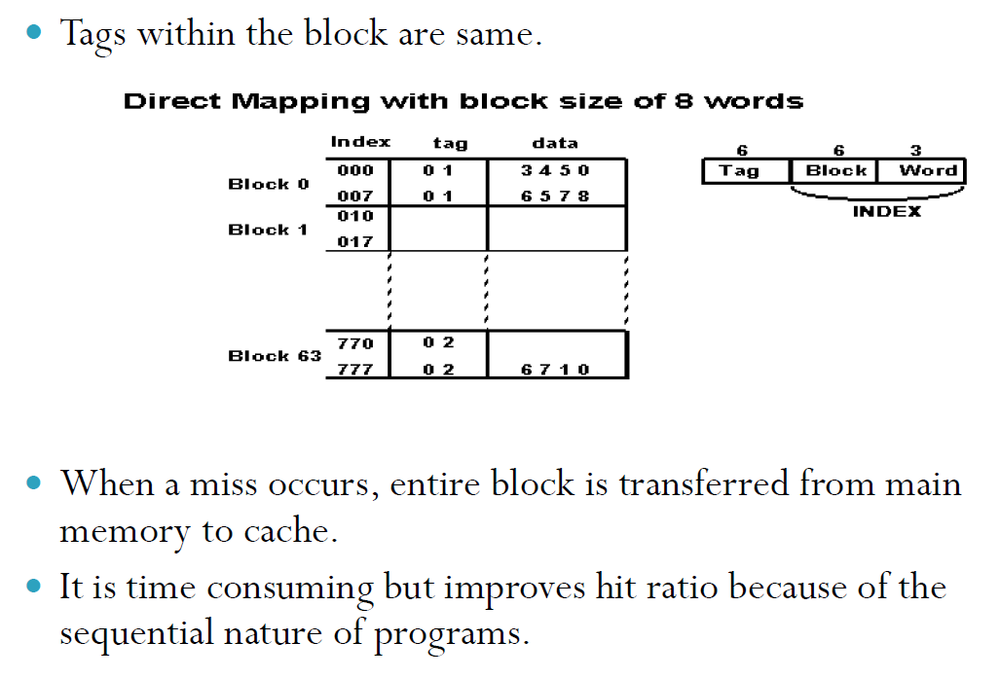 Tags within the block are same.
Direct Mapping with block size of 8 words
Index tag data
6 6 3
Tag Block Word
INDEX
Block 0
000 0 1 3 4 5 0
007 0 1 6 5 7 8
Block 1
010
017
Block 63
770 0 2
777 0 2 6 7 1 0
When a miss occurs, entire block is transferred from main
memory to cache.
It is time consuming but improves hit ratio because of the
sequential nature of programs.